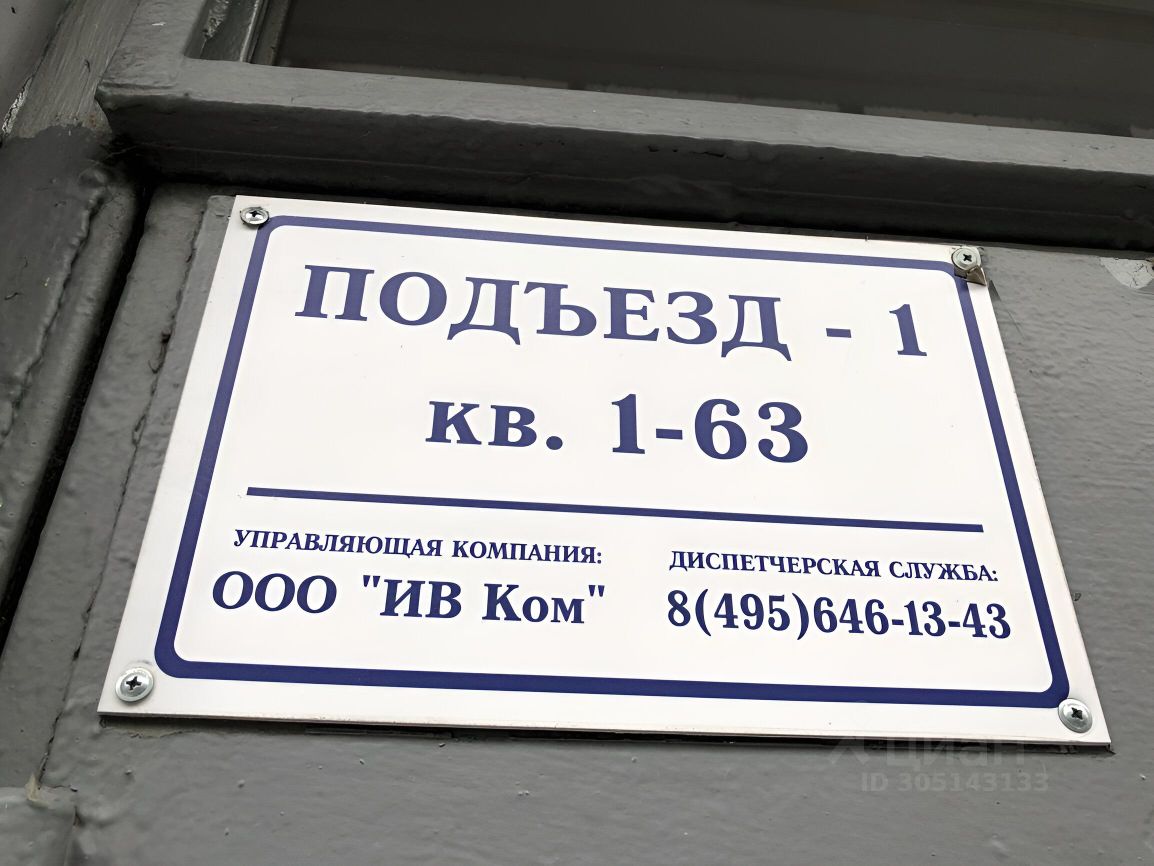 ПОДЪЕЗД - 1
кв. 1-63
УПРАВЛЯЮЩАЯ КОМПАНИЯ:
ООО "ИВ Ком"
ДИСПЕТЧЕРСКАЯ СЛУЖБА:
8(495)646-13-43
циан
ID 305143133